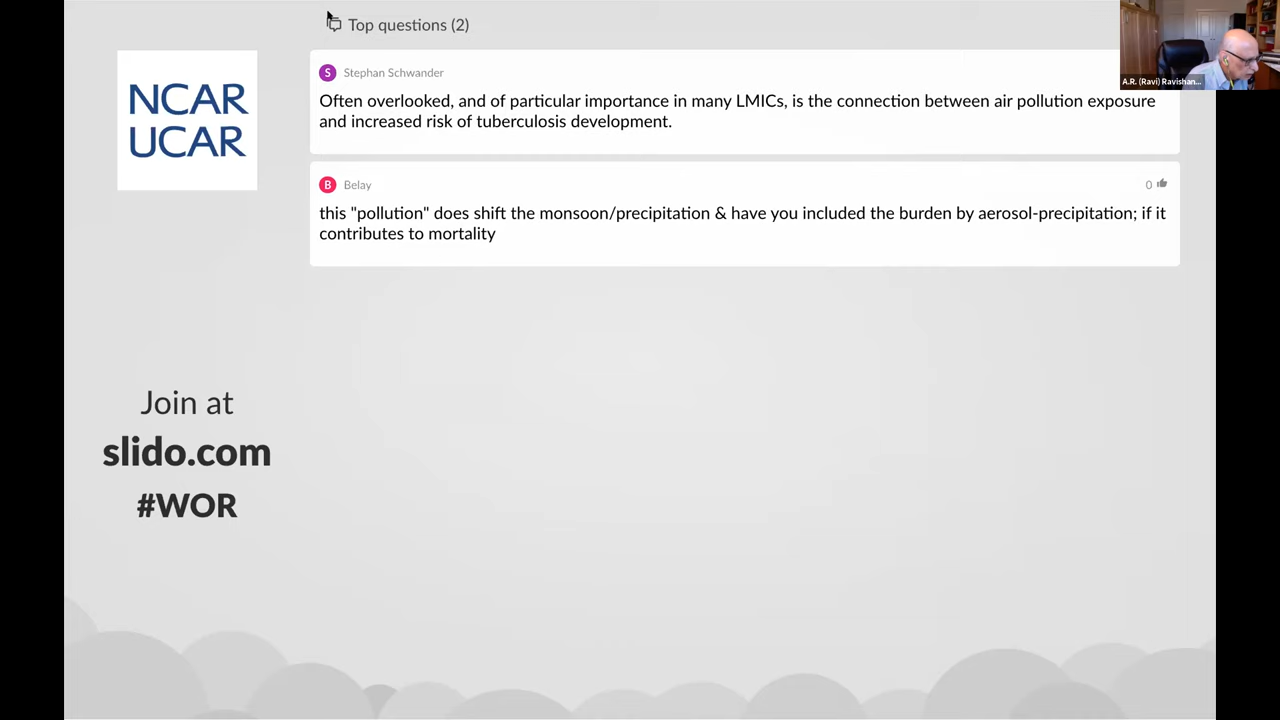 Top questions (2)
NCAR
UCAR
S Stephan Schwander
Often overlooked, and of particular importance in many LMICs, is the connection between air pollution exposure
and increased risk of tuberculosis development.
B Belay
0
this "pollution" does shift the monsoon/precipitation & have you included the burden by aerosol-precipitation; if it
contributes to mortality
Join at
slido.com
#WOR
A.R. (Ravi) Ravishan...